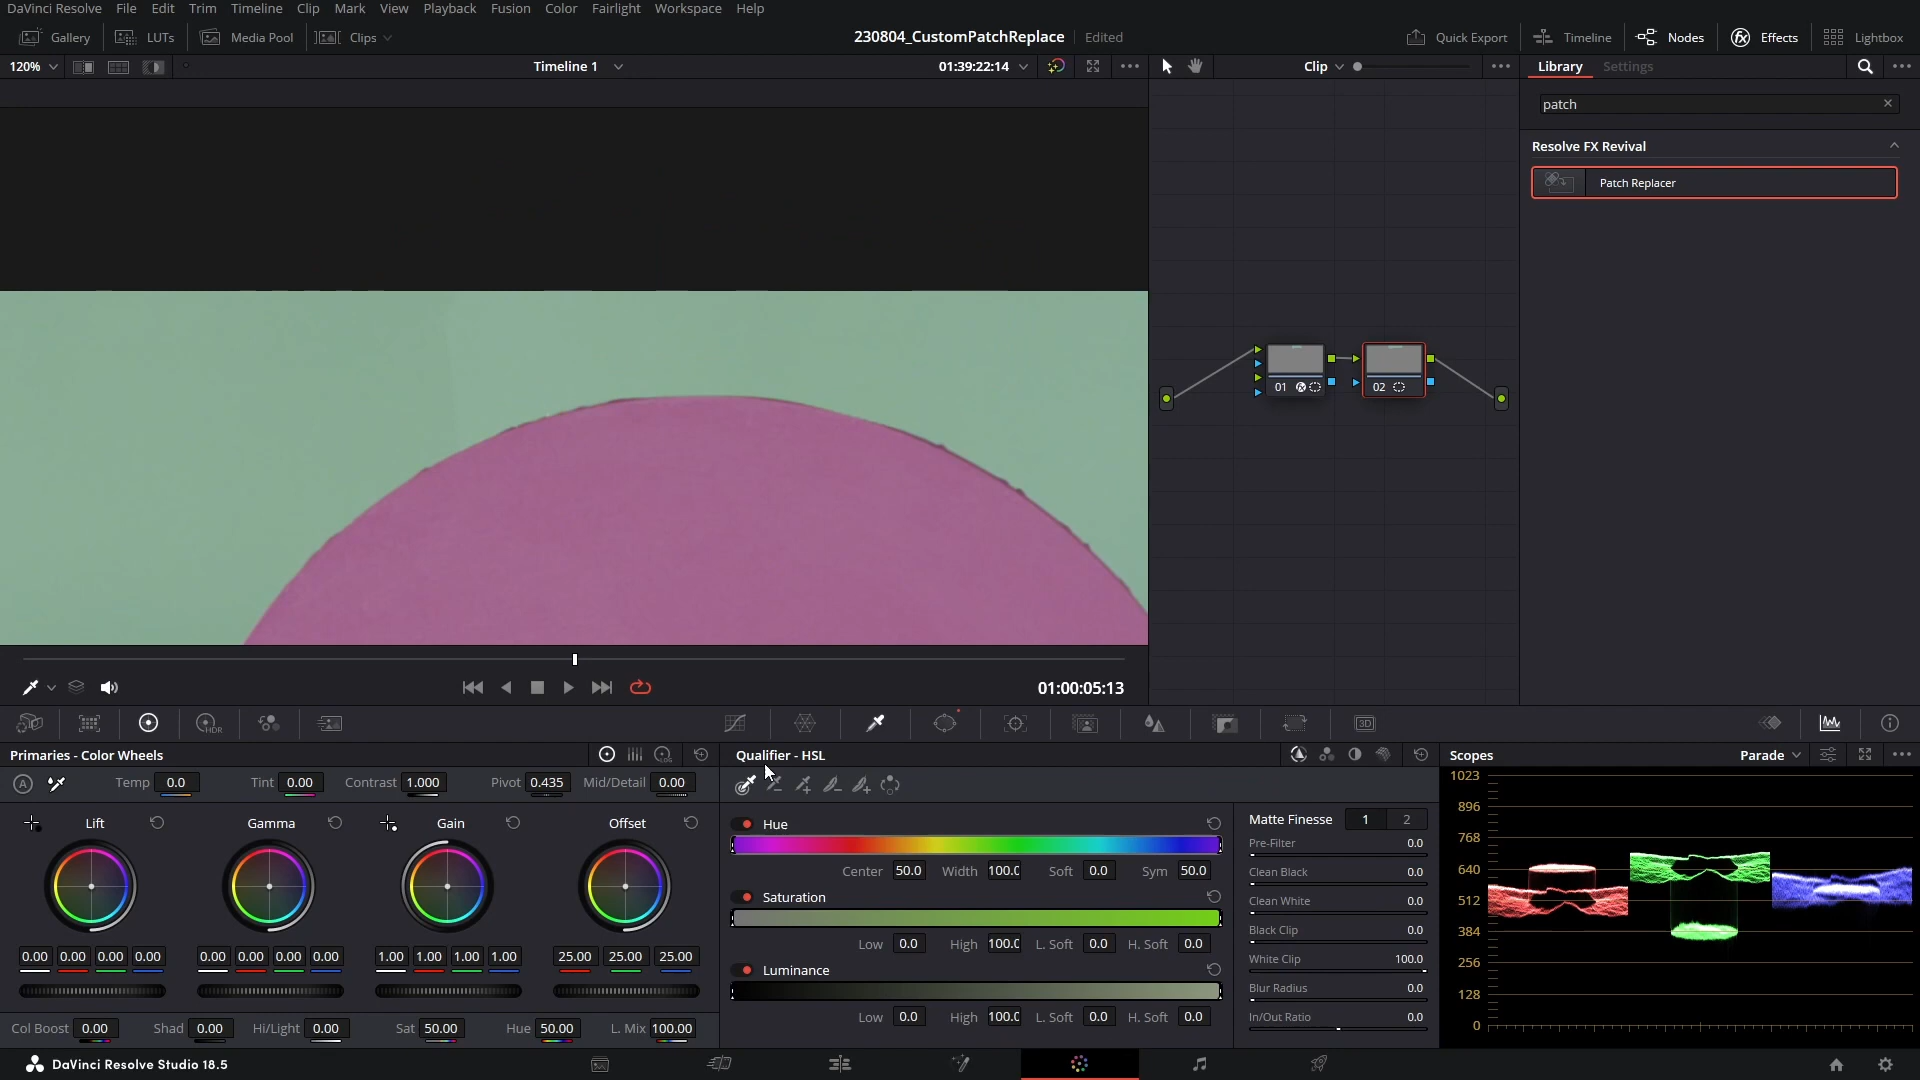 DaVinci Resolve File Edit Trim Timeline Clip Mark View Playback Fusion Color Fairlight Workspace Help
Gallery LUTs Media Pool Clips 230804_CustomPatchReplace Edited Quick Export Timeline Nodes Effects Lightbox
120% Timeline 1 01:39:22:14 Clip Library Settings
patch
Resolve FX Revival
Patch Replacer
01 02
01:00:05:13
HDR 3D
Primaries - Color Wheels Qualifier - HSL Scopes Parade
A Temp 0.0 Tint 0.00 Contrast 1.000 Pivot 0.435 Mid/Detail 0.00
Lift Gamma Gain Offset
0.00 0.00 0.00 0.00 0.00 0.00 0.00 0.00 1.00 1.00 1.00 1.00 25.00 25.00 25.00
Col Boost 0.00 Shad 0.00 Hi/Light 0.00 Sat 50.00 Hue 50.00 L. Mix 100.00
Hue
Center 50.0 Width 100.0 Soft 0.0 Sym 50.0
Saturation
Low 0.0 High 100.0 L. Soft 0.0 H. Soft 0.0
Luminance
Low 0.0 High 100.0 L. Soft 0.0 H. Soft 0.0
Matte Finesse 1 2
Pre-Filter 0.0
Clean Black 0.0
Clean White 0.0
Black Clip 0.0
White Clip 100.0
Blur Radius 0.0
In/Out Ratio 0.0
1023
896
768
640
512
384
256
128
0
DaVinci Resolve Studio 18.5